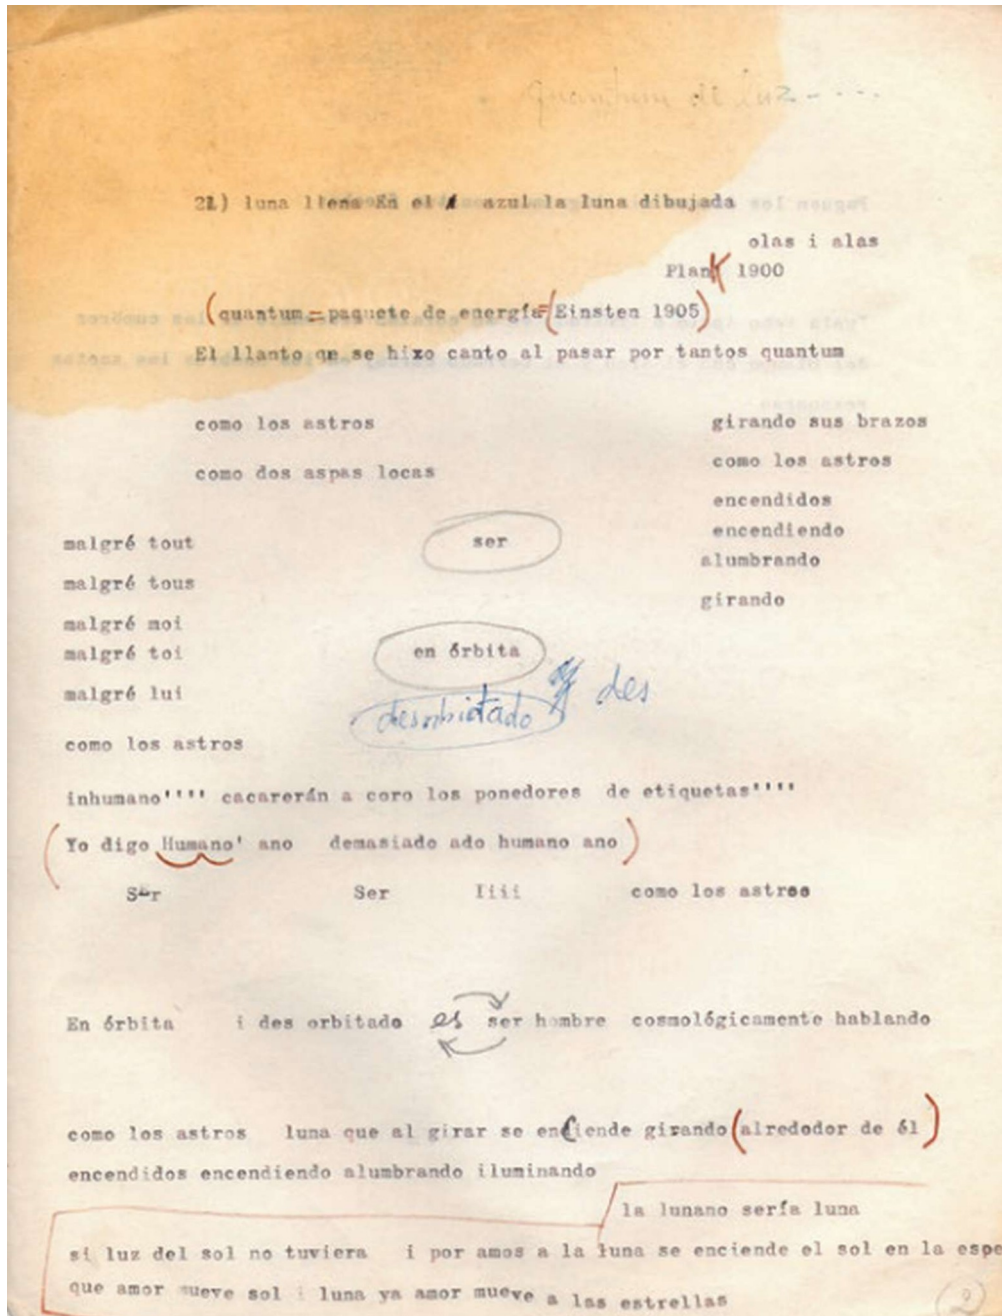 quantum de luz - - - -
21) luna llena En el azul la luna dibujada
olas i alas
Plank 1900
(quantum = paquete de energía = (Einsten 1905)
El llanto qe se hizo canto al pasar por tantos quantum
como los astros
como dos aspas locas
girando sus brazos
como los astros
encendidos
encendiendo
alumbrando
girando
malgré tout
malgré tous
malgré moi
malgré toi
malgré lui
ser
en órbita
y des
desorbitado
como los astros
inhumano'''' cacarerán a coro los ponedores de etiquetas''''
(Yo digo Humano' ano demasiado ado humano ano)
Ser Ser Iiii como los astros
En órbita i des orbitado es ser hombre cosmológicamente hablando
como los astros luna que al girar se enciende girando (alrededor de él)
encendidos encendiendo alumbrando iluminando
la lunano sería luna
si luz del sol no tuviera i por amos a la luna se enciende el sol en la espe
que amor mueve sol i luna ya amor mueve a las estrellas